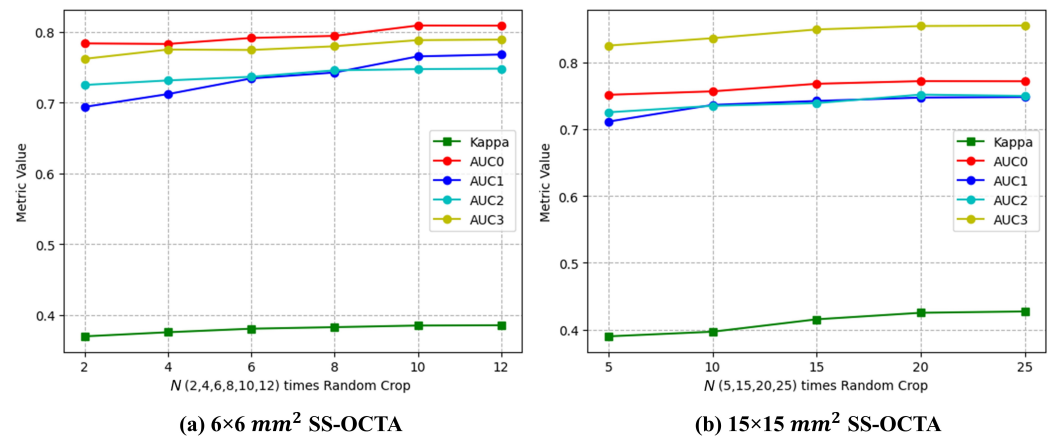 0.8
0.7
0.6
0.5
0.4
Metric Value
Kappa
AUC0
AUC1
AUC2
AUC3
2 4 6 8 10 12
N (2,4,6,8,10,12) times Random Crop
(a) 6×6 mm² SS-OCTA
0.8
0.7
0.6
0.5
0.4
Metric Value
Kappa
AUC0
AUC1
AUC2
AUC3
5 10 15 20 25
N (5,15,20,25) times Random Crop
(b) 15×15 mm² SS-OCTA